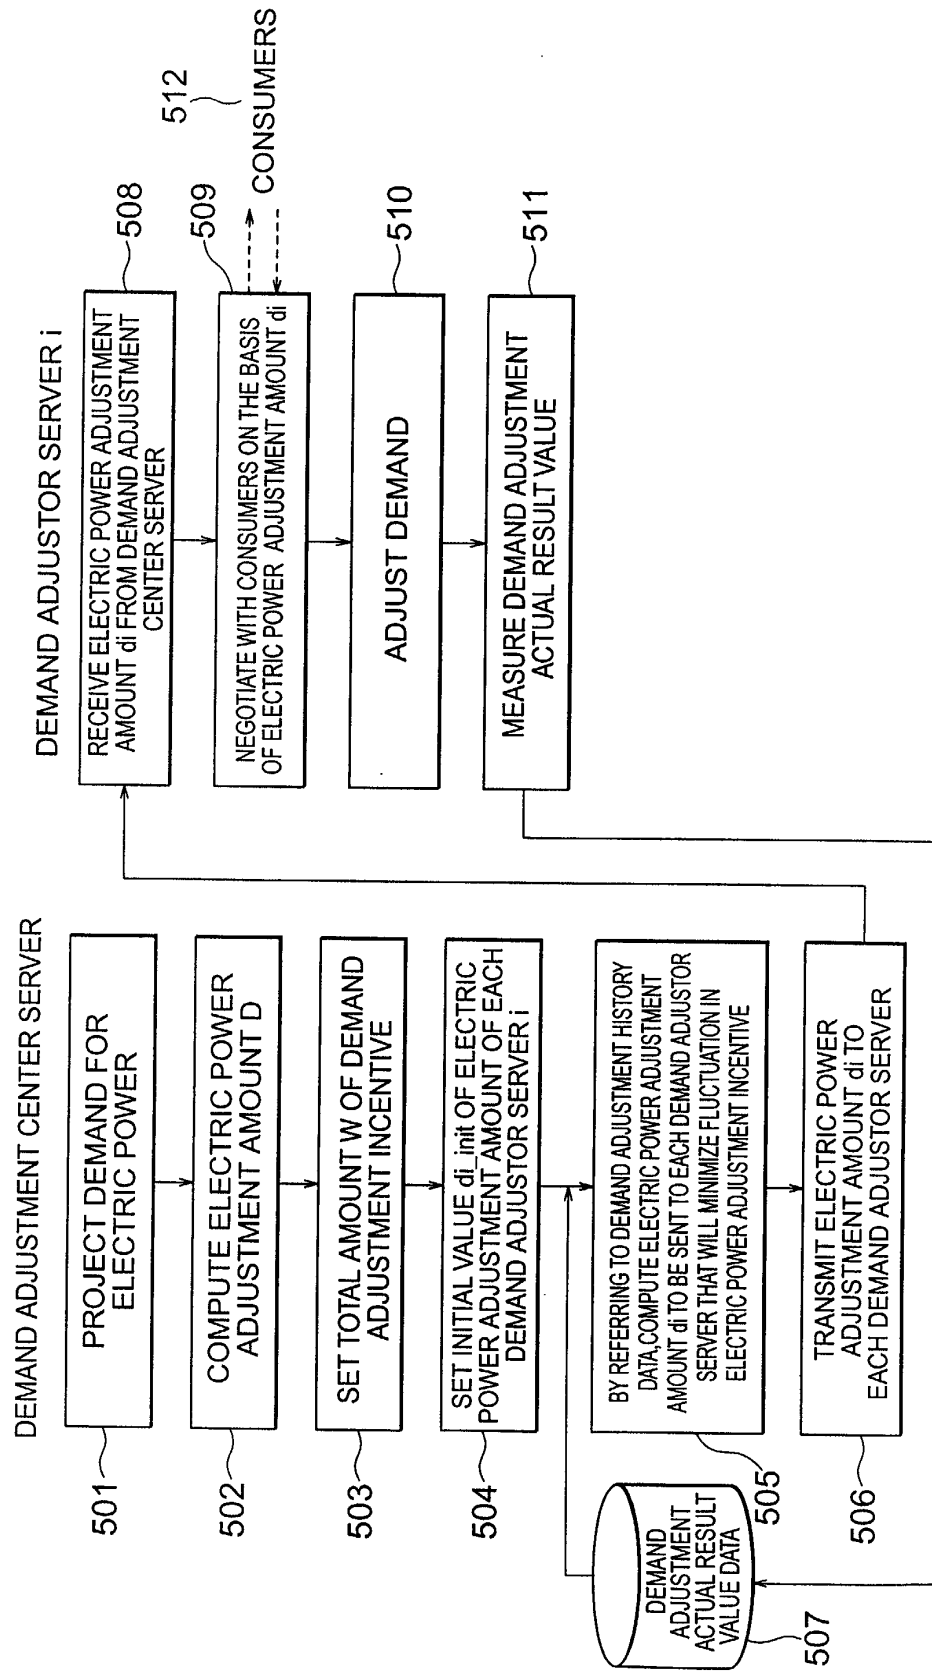 DEMAND ADJUSTMENT CENTER SERVER
501
PROJECT DEMAND FOR
ELECTRIC POWER
502
COMPUTE ELECTRIC POWER
ADJUSTMENT AMOUNT D
503
SET TOTAL AMOUNT W OF DEMAND
ADJUSTMENT INCENTIVE
504
SET INITIAL VALUE di_init OF ELECTRIC
POWER ADJUSTMENT AMOUNT OF EACH
DEMAND ADJUSTOR SERVER i
505
BY REFERRING TO DEMAND ADJUSTMENT HISTORY
DATA,COMPUTE ELECTRIC POWER ADJUSTMENT
AMOUNT di TO BE SENT TO EACH DEMAND ADJUSTOR
SERVER THAT WILL MINIMIZE FLUCTUATION IN
ELECTRIC POWER ADJUSTMENT INCENTIVE
506
TRANSMIT ELECTRIC POWER
ADJUSTMENT AMOUNT di TO
EACH DEMAND ADJUSTOR SERVER
507
DEMAND
ADJUSTMENT
ACTUAL RESULT
VALUE DATA
DEMAND ADJUSTOR SERVER i
508
RECEIVE ELECTRIC POWER ADJUSTMENT
AMOUNT di FROM DEMAND ADJUSTMENT
CENTER SERVER
509
NEGOTIATE WITH CONSUMERS ON THE BASIS
OF ELECTRIC POWER ADJUSTMENT AMOUNT di
512
CONSUMERS
510
ADJUST DEMAND
511
MEASURE DEMAND ADJUSTMENT
ACTUAL RESULT VALUE